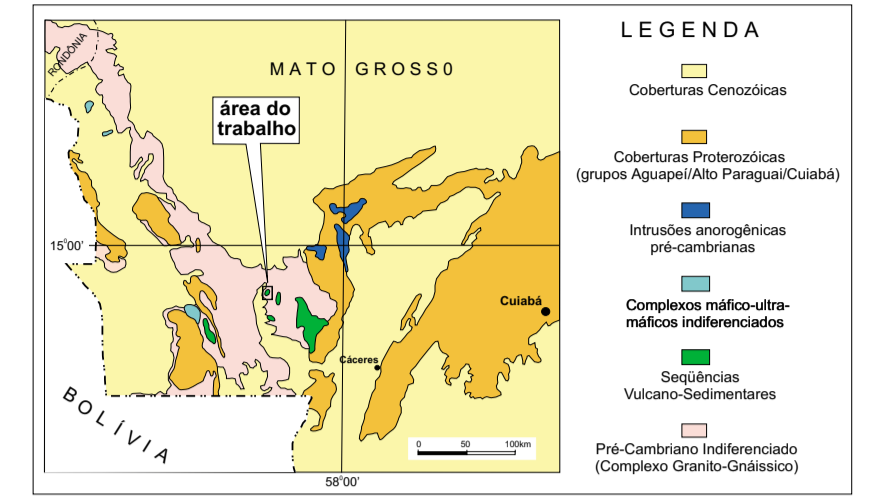 RONDÔNIA
MATO GROSS0
área do
trabalho
15°00'
Cuiabá
Cáceres
BOLÍVIA
0 50 100km
58°00'
LEGENDA
Coberturas Cenozóicas
Coberturas Proterozóicas
(grupos Aguapeí/Alto Paraguai/Cuiabá)
Intrusões anorogênicas
pré-cambrianas
Complexos máfico-ultra-
máficos indiferenciados
Seqüências
Vulcano-Sedimentares
Pré-Cambriano Indiferenciado
(Complexo Granito-Gnáissico)